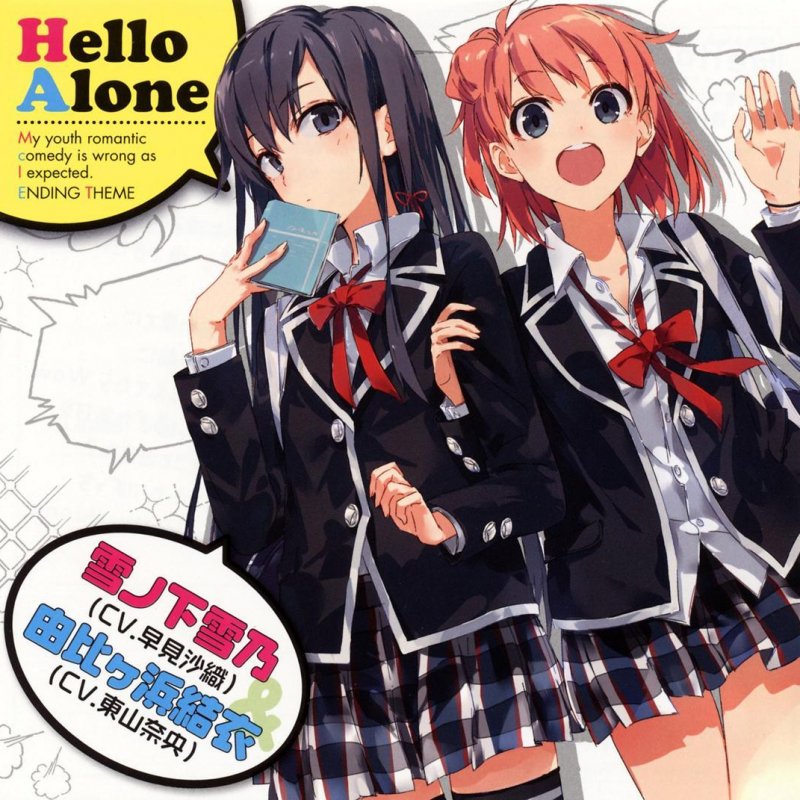 Hello
Alone
My youth romantic
comedy is wrong as
I expected.
ENDING THEME
雪ノ下雪乃
(CV.早見沙織)
&
由比ヶ浜結衣
(CV.東山奈央)